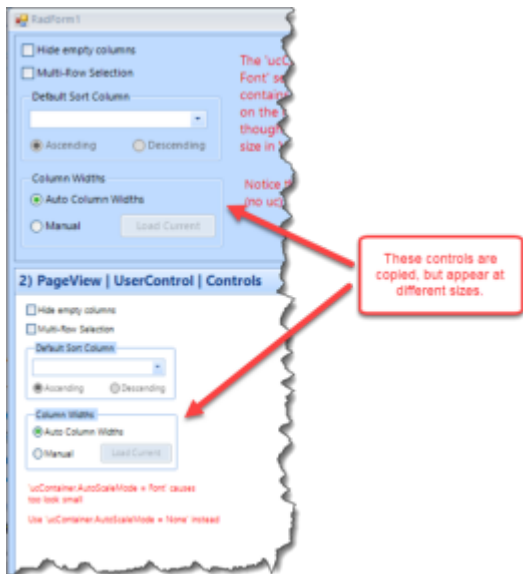 RadForm1
Hide empty columns
Multi-Row Selection
Default Sort Column
Ascending
Descending
Column Widths
Auto Column Widths
Manual
Load Current
The 'ucC
Font' se
contains
on the
though
size in
Notice t
(no uc)
These controls are
copied, but appear at
different sizes.
2) PageView | UserControl | Controls
Hide empty columns
Multi-Row Selection
Default Sort Column
Ascending
Descending
Column Widths
Auto Column Widths
Manual
Load Current
'ucContainer.AutoScaleMode = Font' causes
too look small
Use 'ucContainer.AutoScaleMode = None' instead